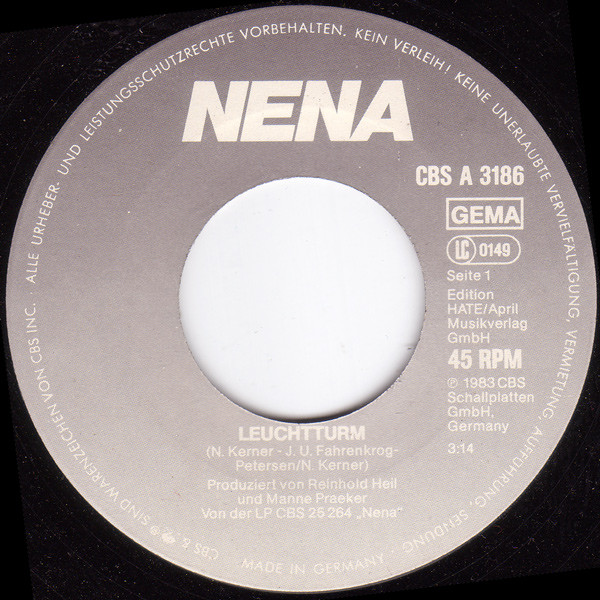 ALLE URHEBER- UND LEISTUNGSSCHUTZRECHTE VORBEHALTEN. KEIN VERLEIH! KEINE UNERLAUBTE VERVIELFÄLTIGUNG, VERMIETUNG, AUFFÜHRUNG, SENDUNG
NENA
CBS A 3186
GEMA
LC 0149
Seite 1
Edition
HATE/April
Musikverlag
GmbH
45 RPM
℗ 1983 CBS
Schallplatten
GmbH,
Germany
3:14
LEUCHTTURM
(N. Kerner - J. U. Fahrenkrog-
Petersen/N. Kerner)
Produziert von Reinhold Heil
und Manne Praeker
Von der LP CBS 25 264 „Nena“
SIND WARENZEICHEN VON CBS INC. ·
MADE IN GERMANY ·